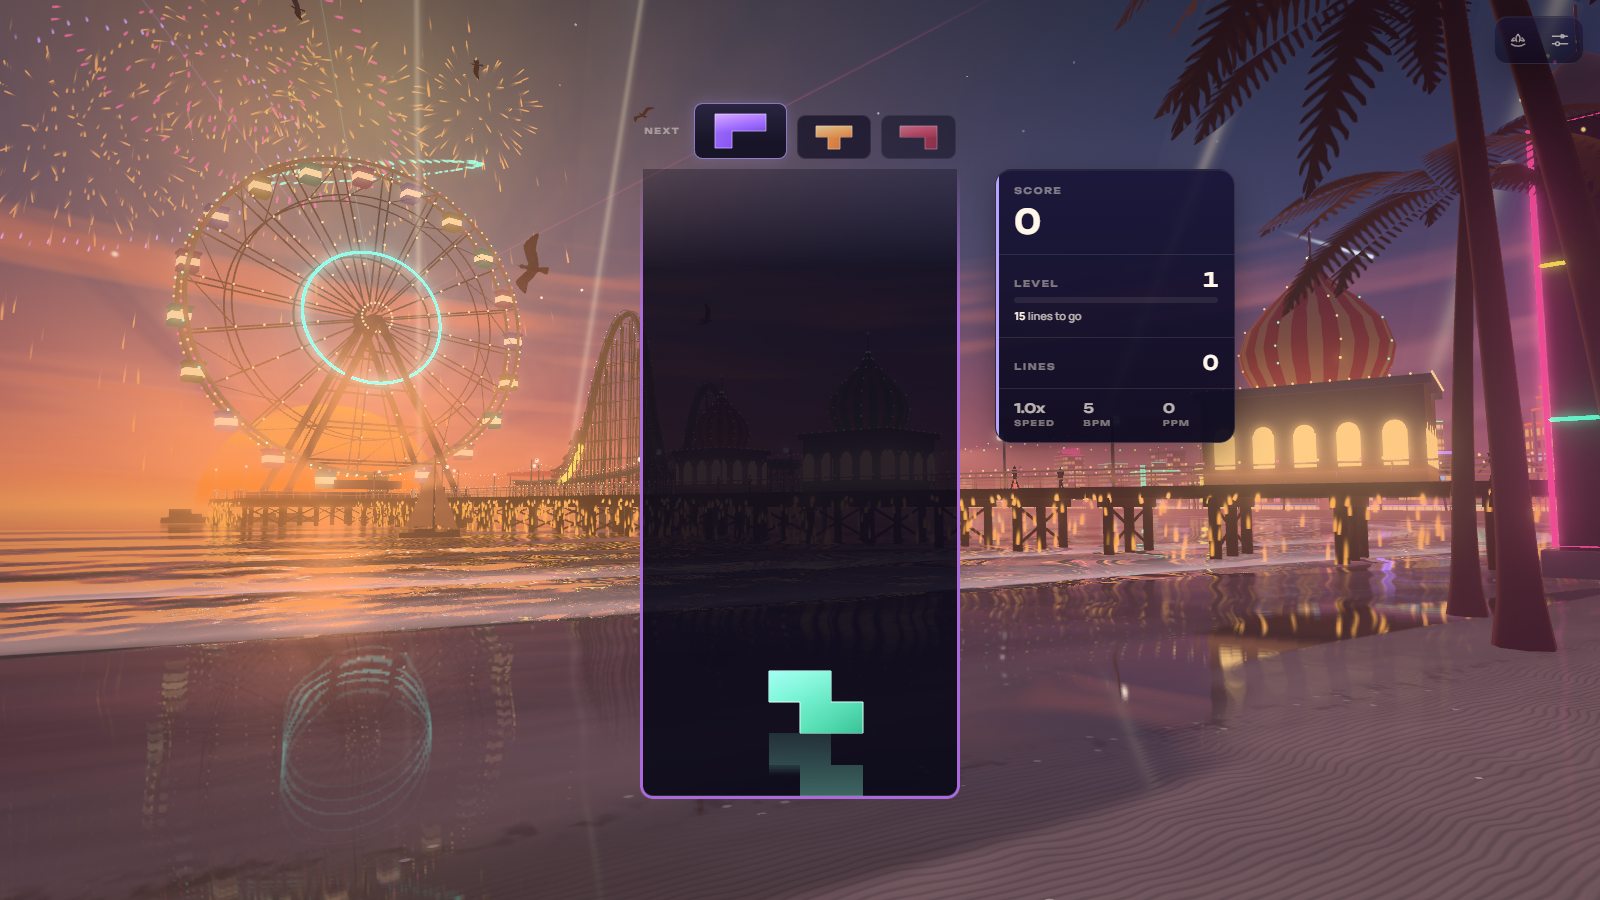 NEXT
SCORE
0
LEVEL 1
15 lines to go
LINES 0
1.0x 5 0
SPEED BPM PPM